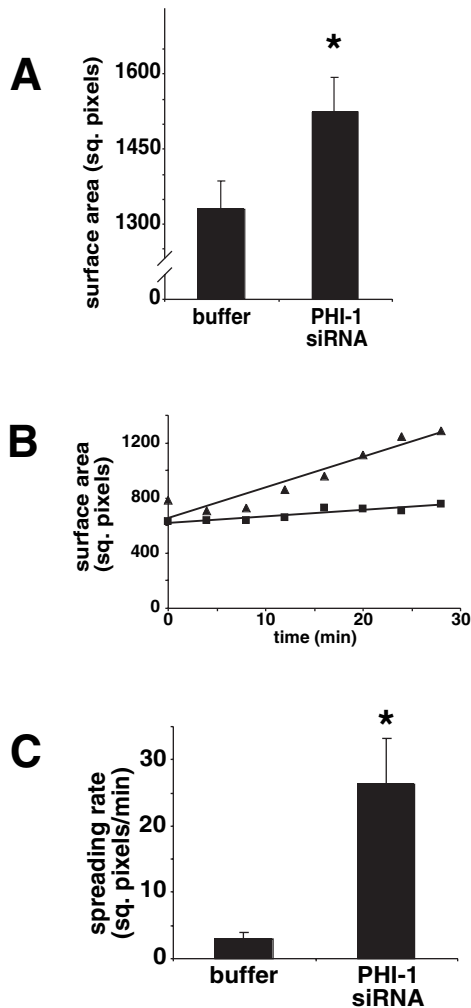 A
surface area (sq. pixels)
1600
1450
1300
0
*
buffer
PHI-1
siRNA
B
surface area
(sq. pixels)
1200
800
400
0
0
10
20
30
time (min)
C
spreading rate
(sq. pixels/min)
30
20
10
0
*
buffer
PHI-1
siRNA